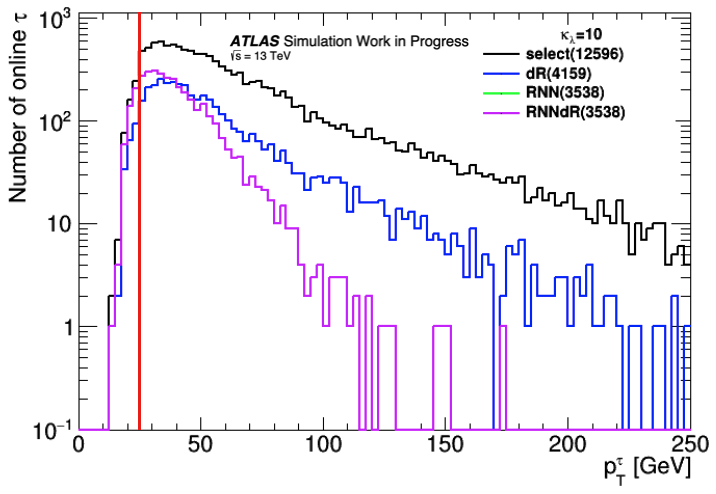 Number of online τ
10³
10²
10
1
10⁻¹
ATLAS Simulation Work in Progress
√s = 13 TeV
κλ=10
select(12596)
dR(4159)
RNN(3538)
RNNdR(3538)
0 50 100 150 200 250
p_T^τ [GeV]